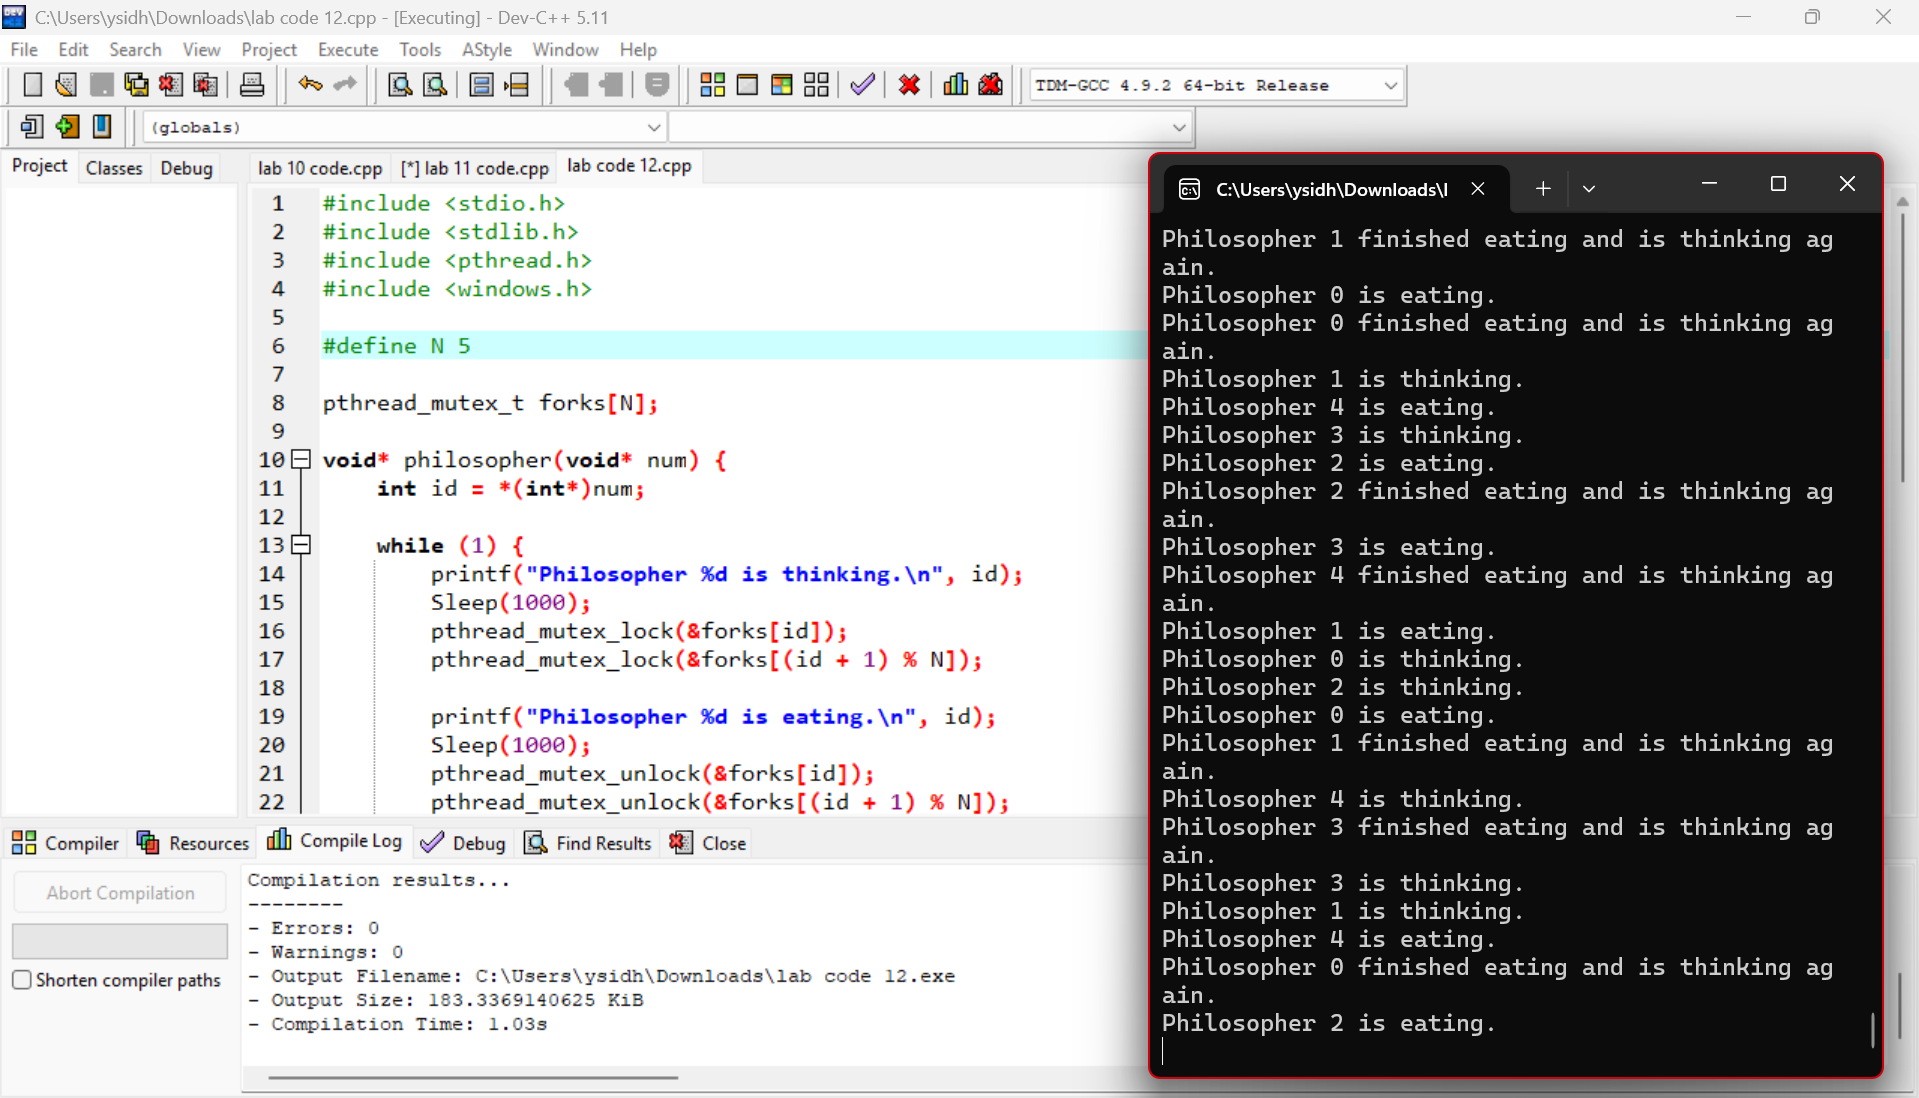 C:\Users\ysidh\Downloads\lab code 12.cpp - [Executing] - Dev-C++ 5.11
File Edit Search View Project Execute Tools AStyle Window Help
TDM-GCC 4.9.2 64-bit Release
(globals)
Project Classes Debug
lab 10 code.cpp [*] lab 11 code.cpp lab code 12.cpp
1 #include <stdio.h>
2 #include <stdlib.h>
3 #include <pthread.h>
4 #include <windows.h>
5
6 #define N 5
7
8 pthread_mutex_t forks[N];
9
10 void* philosopher(void* num) {
11 int id = *(int*)num;
12
13 while (1) {
14 printf("Philosopher %d is thinking.\n", id);
15 Sleep(1000);
16 pthread_mutex_lock(&forks[id]);
17 pthread_mutex_lock(&forks[(id + 1) % N]);
18
19 printf("Philosopher %d is eating.\n", id);
20 Sleep(1000);
21 pthread_mutex_unlock(&forks[id]);
22 pthread_mutex_unlock(&forks[(id + 1) % N]);
Compiler Resources Compile Log Debug Find Results Close
Abort Compilation
Shorten compiler paths
Compilation results...
--------
- Errors: 0
- Warnings: 0
- Output Filename: C:\Users\ysidh\Downloads\lab code 12.exe
- Output Size: 183.3369140625 KiB
- Compilation Time: 1.03s
C:\Users\ysidh\Downloads\l
Philosopher 1 finished eating and is thinking ag
ain.
Philosopher 0 is eating.
Philosopher 0 finished eating and is thinking ag
ain.
Philosopher 1 is thinking.
Philosopher 4 is eating.
Philosopher 3 is thinking.
Philosopher 2 is eating.
Philosopher 2 finished eating and is thinking ag
ain.
Philosopher 3 is eating.
Philosopher 4 finished eating and is thinking ag
ain.
Philosopher 1 is eating.
Philosopher 0 is thinking.
Philosopher 2 is thinking.
Philosopher 0 is eating.
Philosopher 1 finished eating and is thinking ag
ain.
Philosopher 4 is thinking.
Philosopher 3 finished eating and is thinking ag
ain.
Philosopher 3 is thinking.
Philosopher 1 is thinking.
Philosopher 4 is eating.
Philosopher 0 finished eating and is thinking ag
ain.
Philosopher 2 is eating.